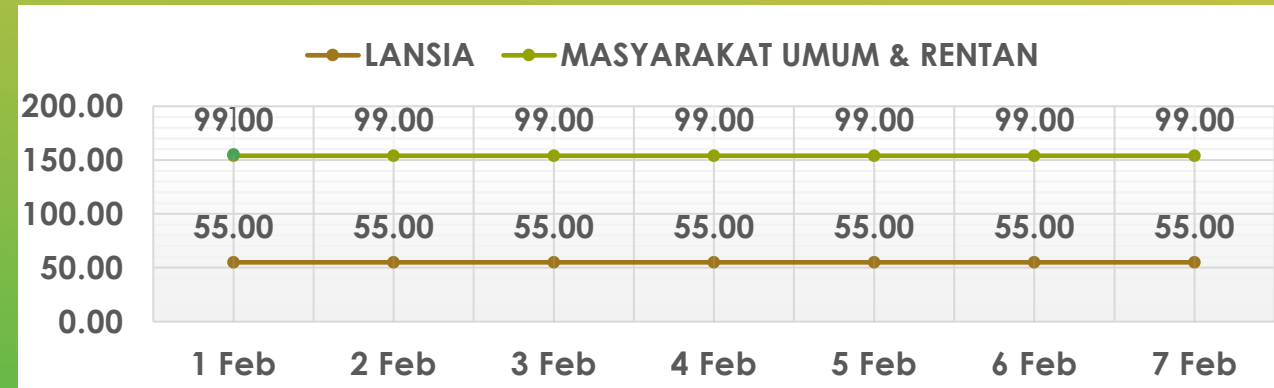 LANSIA MASYARAKAT UMUM & RENTAN
200.00
99.00 99.00 99.00 99.00 99.00 99.00 99.00
150.00
100.00
55.00 55.00 55.00 55.00 55.00 55.00 55.00
50.00
0.00
1 Feb 2 Feb 3 Feb 4 Feb 5 Feb 6 Feb 7 Feb